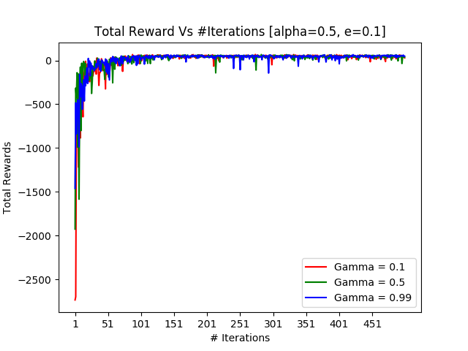 Total Reward Vs #Iterations [alpha=0.5, e=0.1]
Total Rewards
0
−500
−1000
−1500
−2000
−2500
Gamma = 0.1
Gamma = 0.5
Gamma = 0.99
1 51 101 151 201 251 301 351 401 451
# Iterations